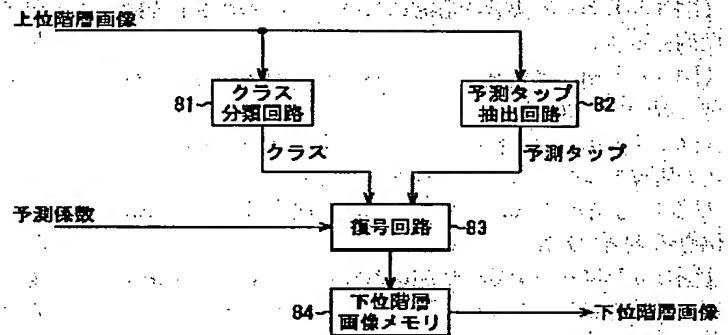 上位階層画像
81
クラス
分類回路
予測タップ
抽出回路
82
クラス
予測タップ
予測係数
復号回路
83
84
下位階層
画像メモリ
下位階層画像